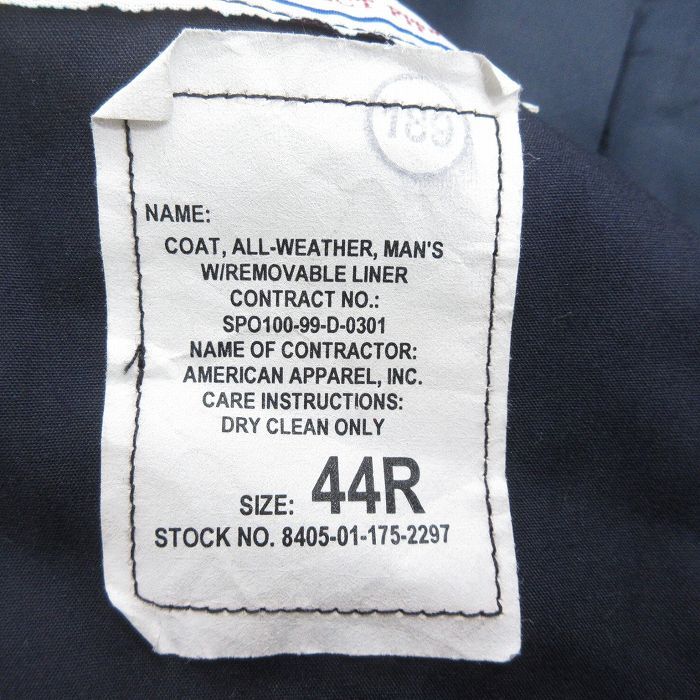 NAME:
COAT, ALL-WEATHER, MAN'S
W/REMOVABLE LINER
CONTRACT NO.:
SPO100-99-D-0301
NAME OF CONTRACTOR:
AMERICAN APPAREL, INC.
CARE INSTRUCTIONS:
DRY CLEAN ONLY
SIZE: 44R
STOCK NO. 8405-01-175-2297